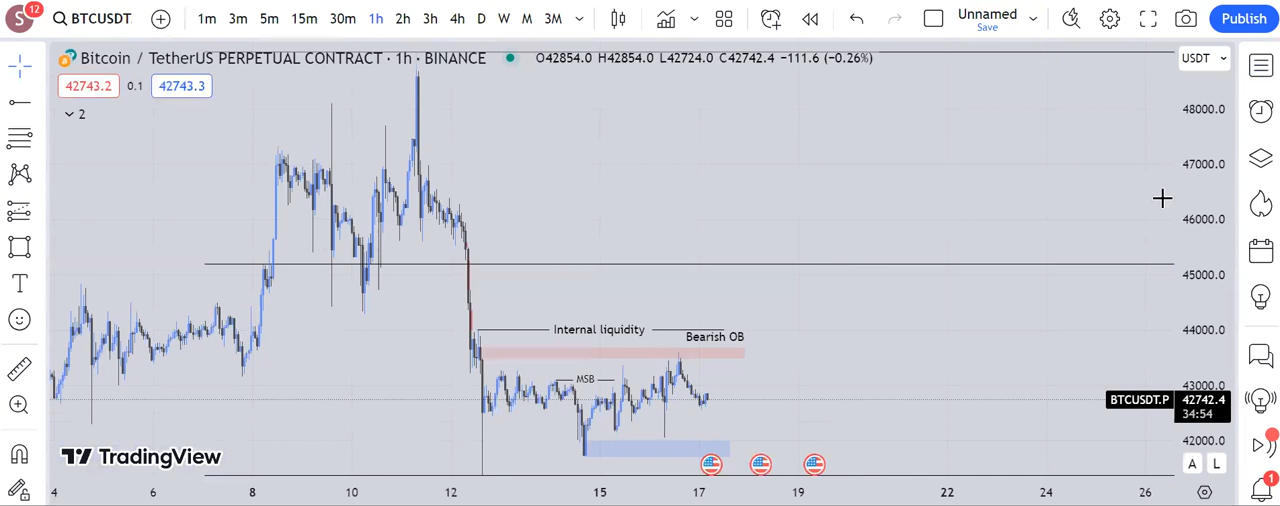 S 12 BTCUSDT 1m 3m 5m 15m 30m 1h 2h 3h 4h D W M 3M Unnamed Save Publish
Bitcoin / TetherUS PERPETUAL CONTRACT · 1h · BINANCE O42854.0 H42854.0 L42724.0 C42742.4 −111.6 (−0.26%) USDT
42743.2 0.1 42743.3
2
48000.0
47000.0
46000.0
45000.0
44000.0
Internal liquidity
Bearish OB
MSB
43000.0
BTCUSDT.P 42742.4
34:54
42000.0
TradingView
A L
4 6 8 10 12 15 17 19 22 24 26
1